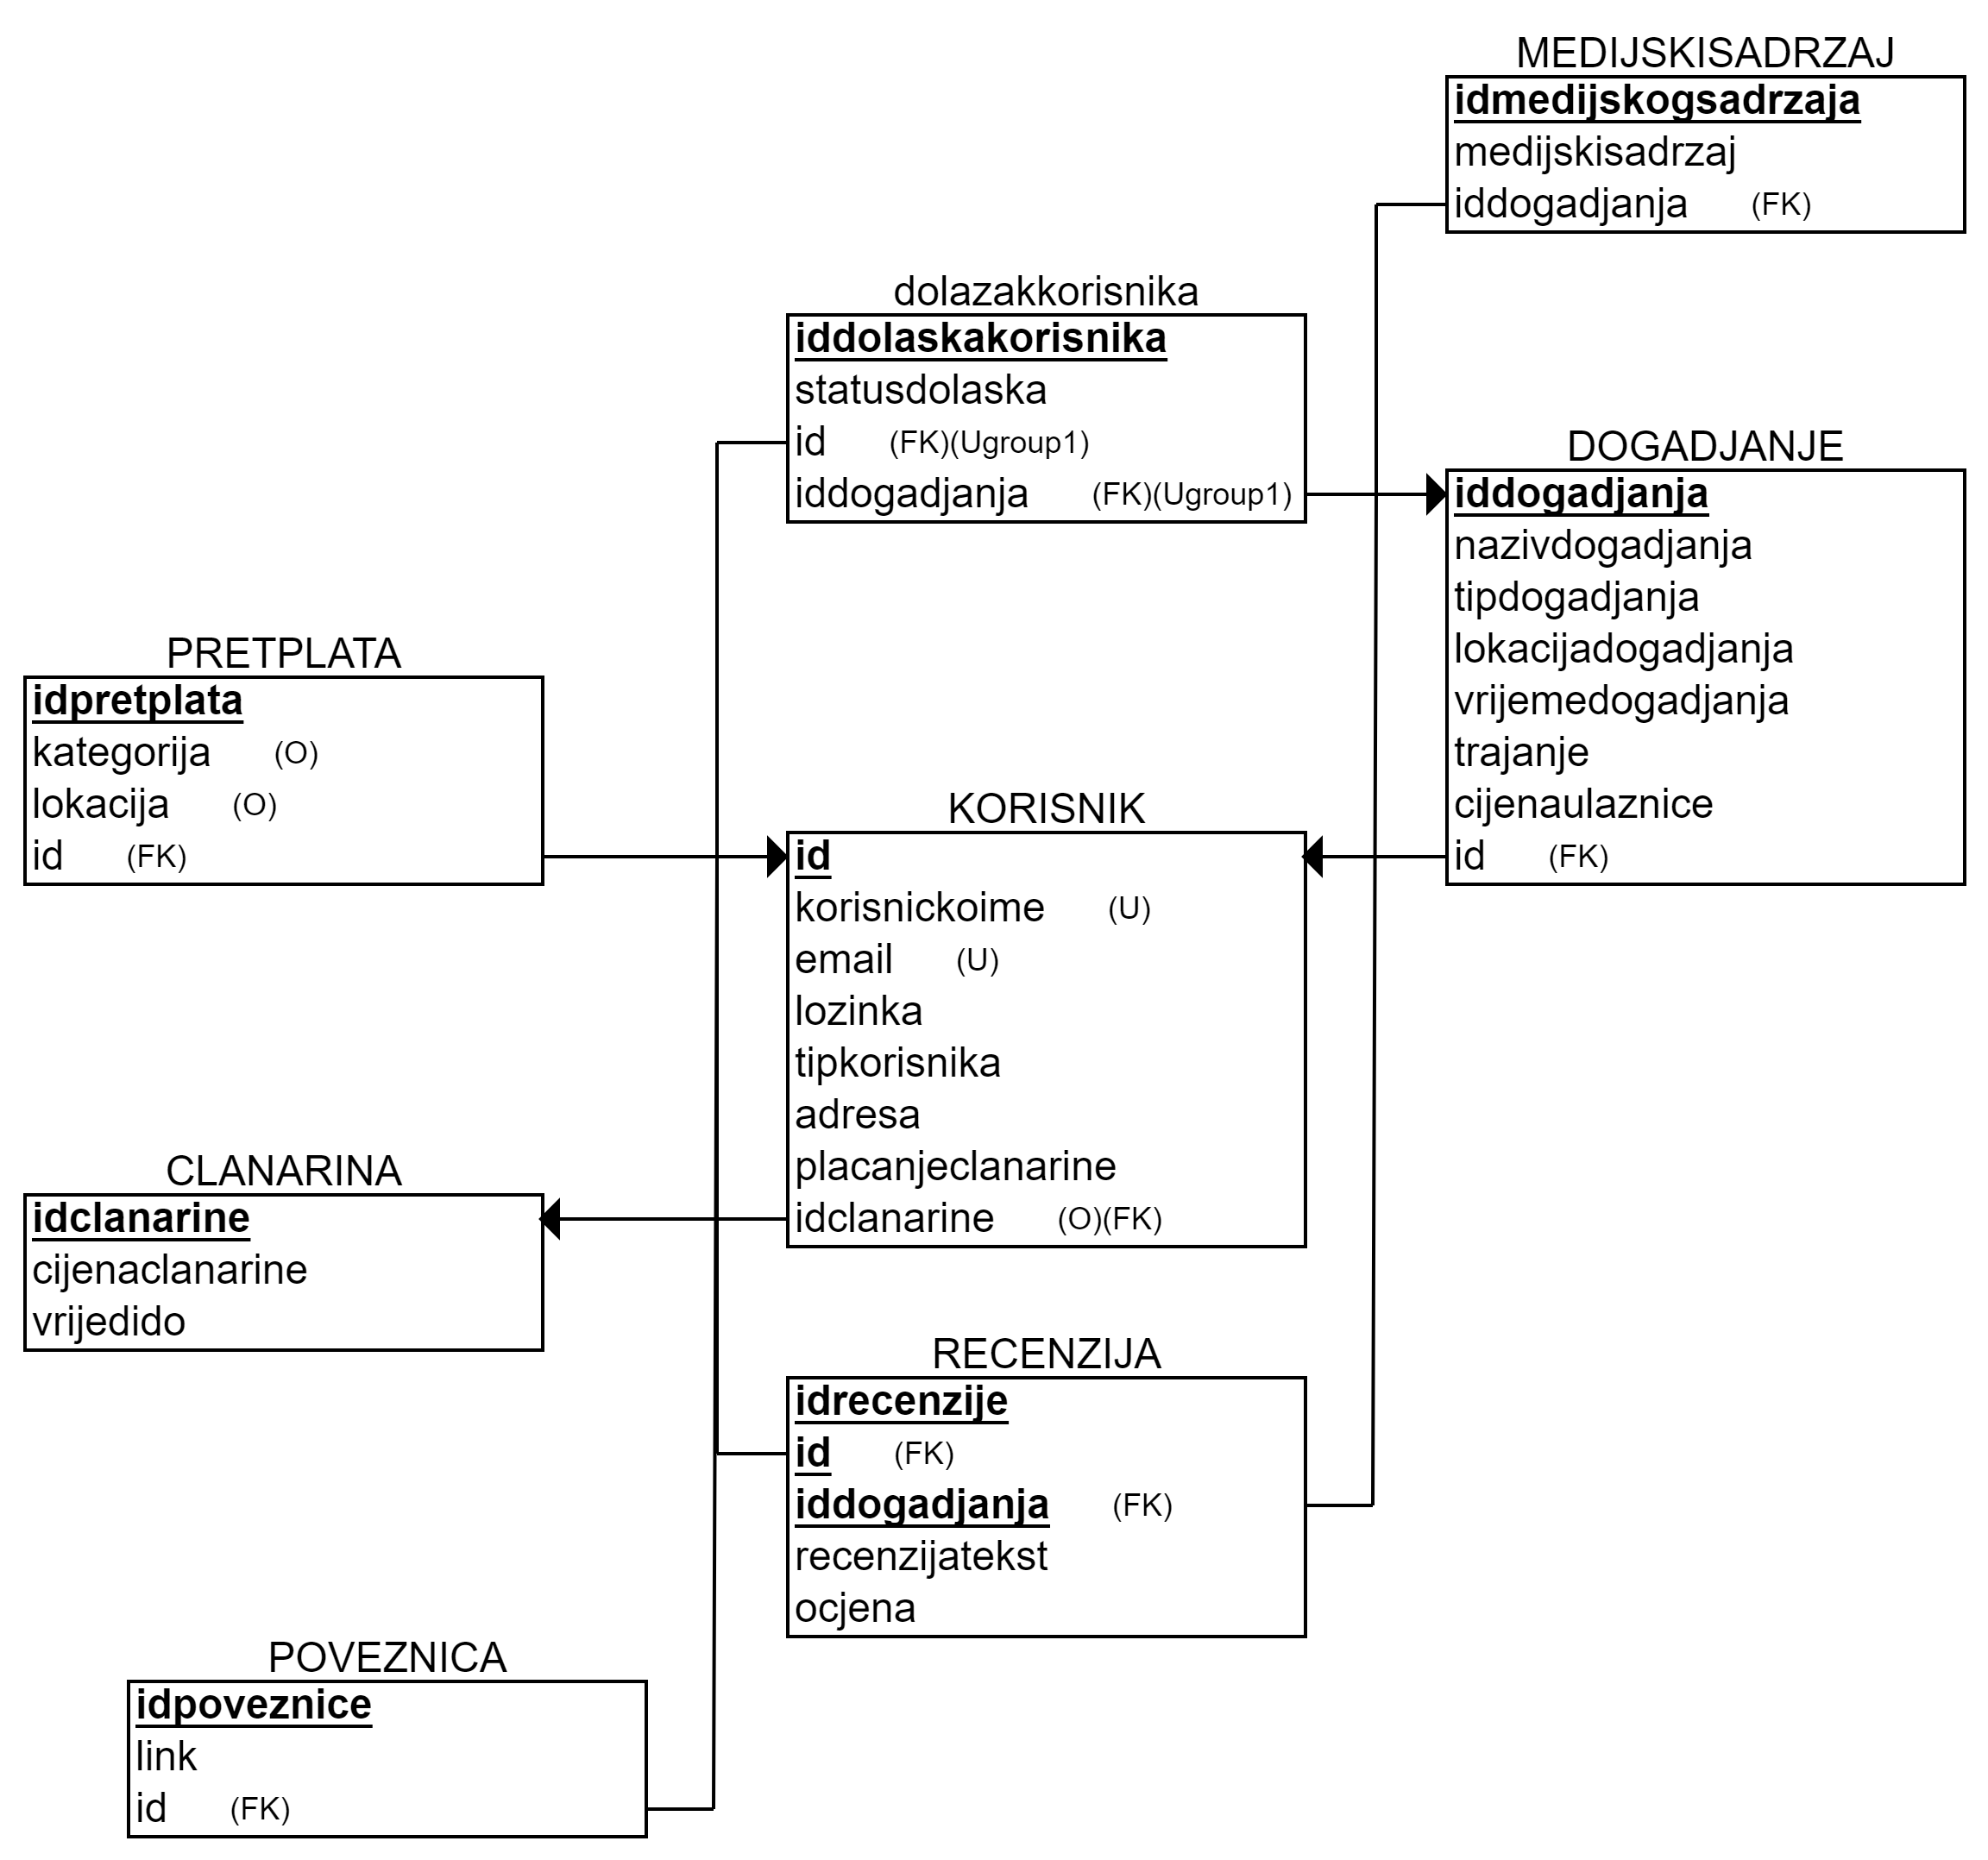 MEDIJSKISADRZAJ
idmedijskogsadrzaja
medijskisadrzaj
iddogadjanja (FK)
dolazakkorisnika
iddolaskakorisnika
statusdolaska
id (FK)(Ugroup1)
iddogadjanja (FK)(Ugroup1)
DOGADJANJE
iddogadjanja
nazivdogadjanja
tipdogadjanja
lokacijadogadjanja
vrijemedogadjanja
trajanje
cijenaulaznice
id (FK)
PRETPLATA
idpretplata
kategorija (O)
lokacija (O)
id (FK)
KORISNIK
id
korisnickoime (U)
email (U)
lozinka
tipkorisnika
adresa
placanjeclanarine
idclanarine (O)(FK)
CLANARINA
idclanarine
cijenaclanarine
vrijedido
RECENZIJA
idrecenzije
id (FK)
iddogadjanja (FK)
recenzijatekst
ocjena
POVEZNICA
idpoveznice
link
id (FK)